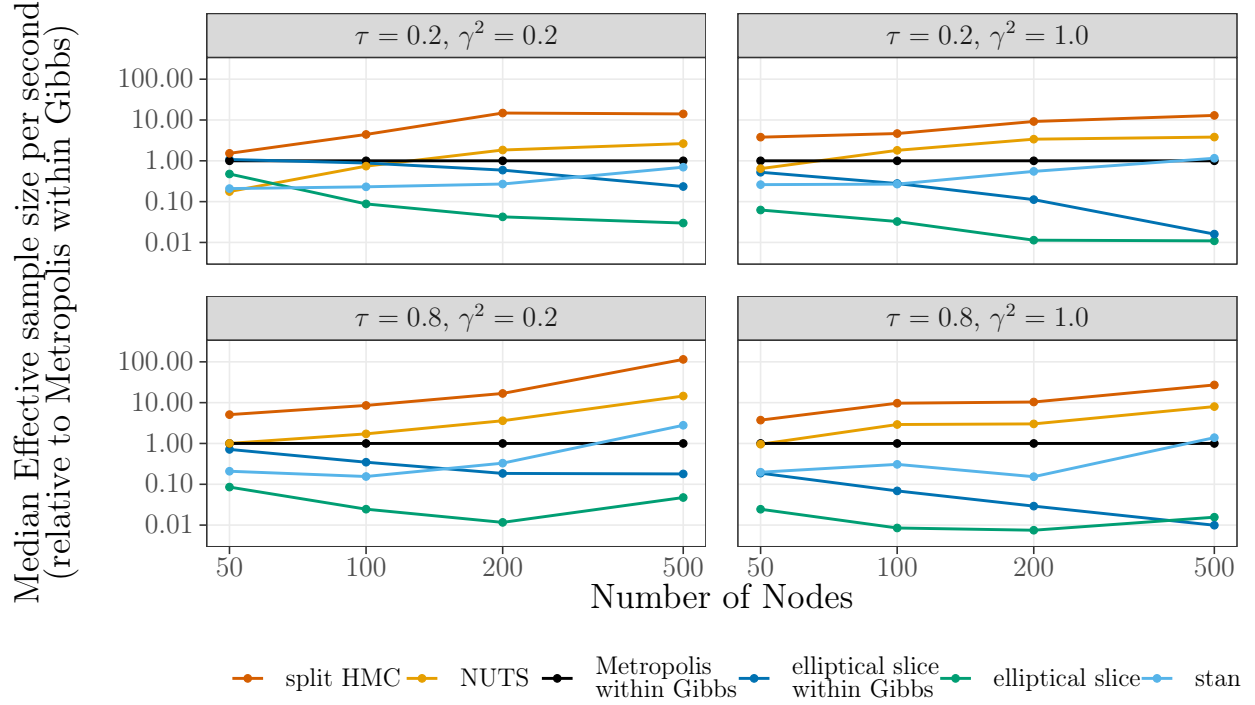 Median Effective sample size per second
(relative to Metropolis within Gibbs)
τ = 0.2, γ² = 0.2
τ = 0.2, γ² = 1.0
100.00
10.00
1.00
0.10
0.01
τ = 0.8, γ² = 0.2
τ = 0.8, γ² = 1.0
100.00
10.00
1.00
0.10
0.01
50 100 200 500
50 100 200 500
Number of Nodes
split HMC
NUTS
Metropolis
within Gibbs
elliptical slice
within Gibbs
elliptical slice
stan